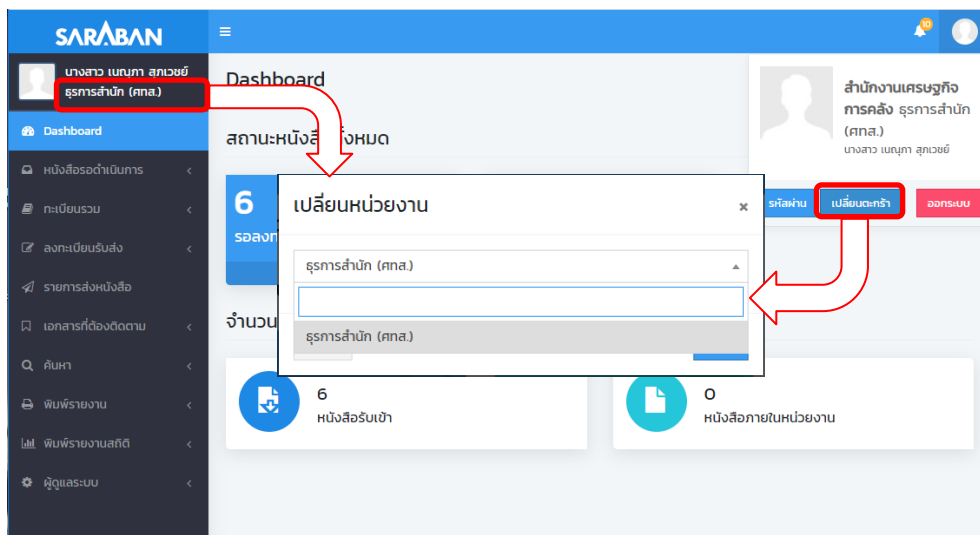 SARABAN
10
นางสาว เนณุภา สุภเวชย์
ธุรการสำนัก (ศทส.)
Dashboard
หนังสือรอดำเนินการ
ทะเบียนรวม
ลงทะเบียนรับส่ง
รายการส่งหนังสือ
เอกสารที่ต้องติดตาม
ค้นหา
พิมพ์รายงาน
พิมพ์รายงานสถิติ
ผู้ดูแลระบบ
Dashboard
สถานะหนังสือทั้งหมด
6
รอลงท
สำนักงานเศรษฐกิจ
การคลัง ธุรการสำนัก
(ศทส.)
นางสาว เนณุภา สุภเวชย์
รหัสผ่าน
เปลี่ยนตะกร้า
ออกระบบ
เปลี่ยนหน่วยงาน
×
ธุรการสำนัก (ศทส.)
ธุรการสำนัก (ศทส.)
จำนวน
6
หนังสือรับเข้า
0
หนังสือภายในหน่วยงาน